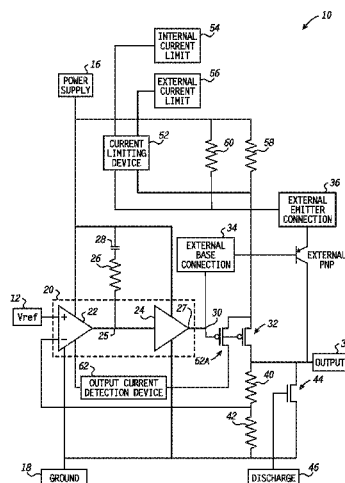 10
54
INTERNAL
CURRENT
LIMIT
56
EXTERNAL
CURRENT
LIMIT
16
POWER
SUPPLY
52
CURRENT
LIMITING
DEVICE
60
58
36
EXTERNAL
EMITTER
CONNECTION
34
EXTERNAL
BASE
CONNECTION
EXTERNAL
PNP
28
26
20
12
Vref
+
−
22
24
27
25
30
32
62A
62
OUTPUT CURRENT
DETECTION DEVICE
OUTPUT
40
42
44
18
GROUND
DISCHARGE
46